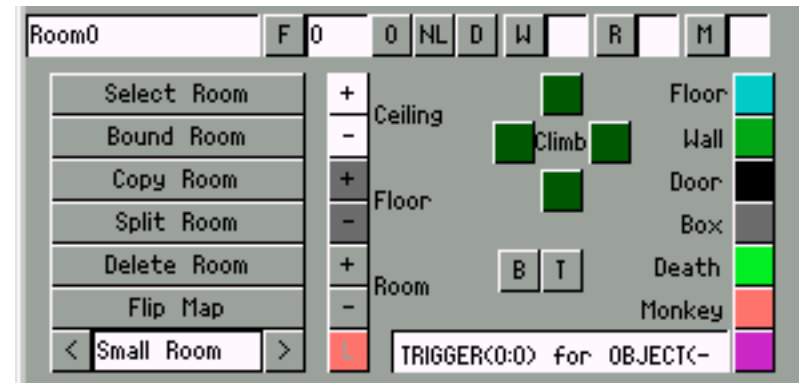 Room0 F 0 O NL D W R M
Select Room + Ceiling Floor
Bound Room - Climb Wall
Copy Room + Floor Door
Split Room - Box
Delete Room + Room B T Death
Flip Map - Monkey
< Small Room > L TRIGGER(0:0) for OBJECT(-